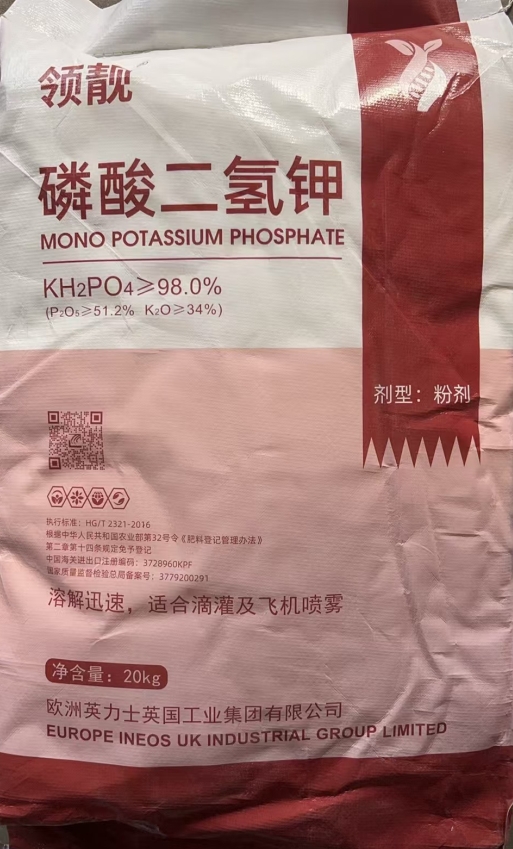 领靓
磷酸二氢钾
MONO POTASSIUM PHOSPHATE
KH₂PO₄≥98.0%
(P₂O₅≥51.2% K₂O≥34%)
剂型：粉剂
执行标准：HG/T 2321-2016
根据中华人民共和国农业部第32号令《肥料登记管理办法》
第二章第十四条规定免予登记
中国海关进出口注册编码：3728960KPF
国家质量监督检验总局备案号：3779200291
溶解迅速，适合滴灌及飞机喷雾
净含量：20kg
欧洲英力士英国工业集团有限公司
EUROPE INEOS UK INDUSTRIAL GROUP LIMITED